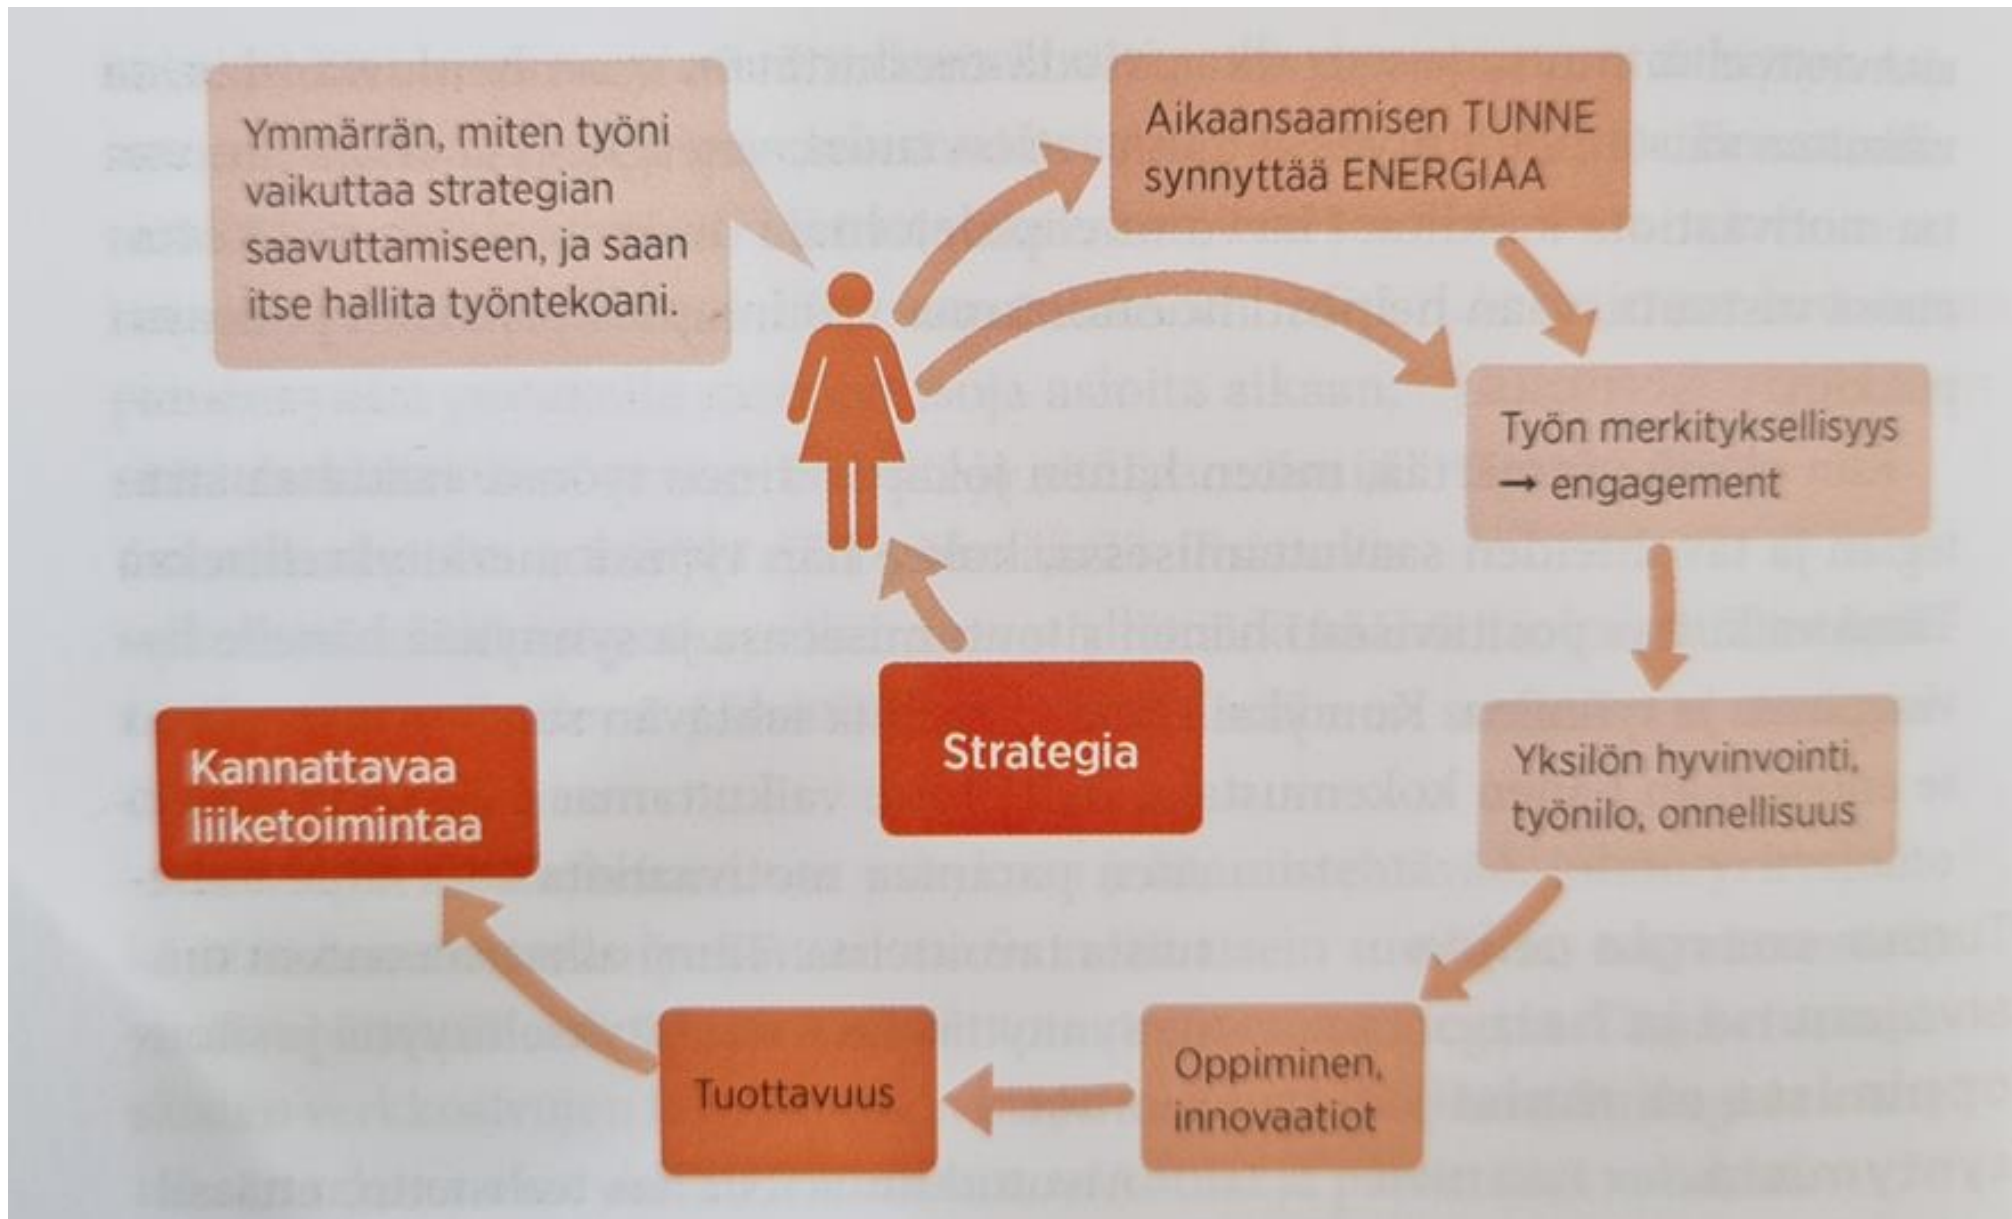 Ymmärrän, miten työni
vaikuttaa strategian
saavuttamiseen, ja saan
itse hallita työntekoani.
Aikaansaamisen TUNNE
synnyttää ENERGIAA
Työn merkityksellisyys
→ engagement
Strategia
Yksilön hyvinvointi,
työnilo, onnellisuus
Kannattavaa
liiketoimintaa
Tuottavuus
Oppiminen,
innovaatiot